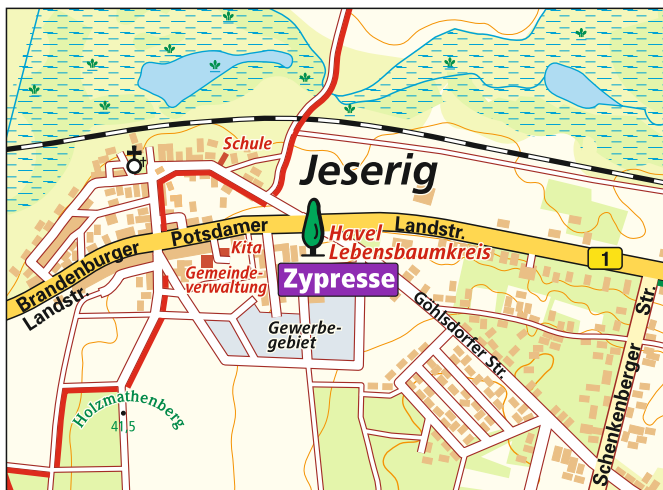 Schule
Jeserig
Havel
Lebensbaumkreis
Zypresse
Landstr.
Potsdamer
Brandenburger
Landstr.
1
Kita
Gemeinde-
verwaltung
Gewerbe-
gebiet
Göhlsdorfer Str.
Schenkenberger Str.
Holzmathenberg
41,5